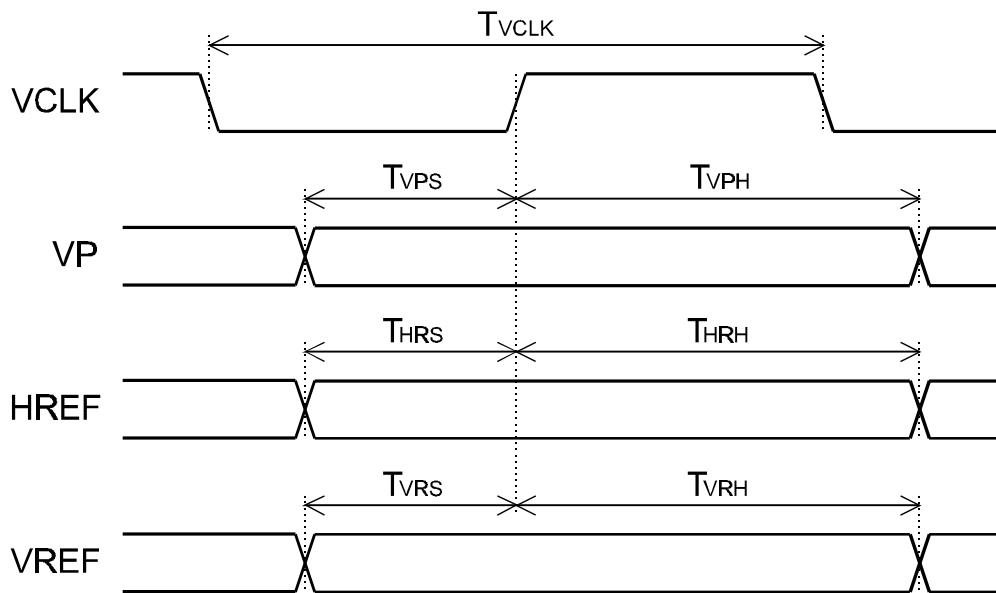 TVCLK
VCLK
TVPS TVPH
VP
THRS THRH
HREF
TVRS TVRH
VREF